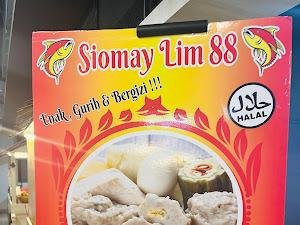 Siomay Lim 88
Enak, Gurih & Bergizi !!!
حلال
HALAL